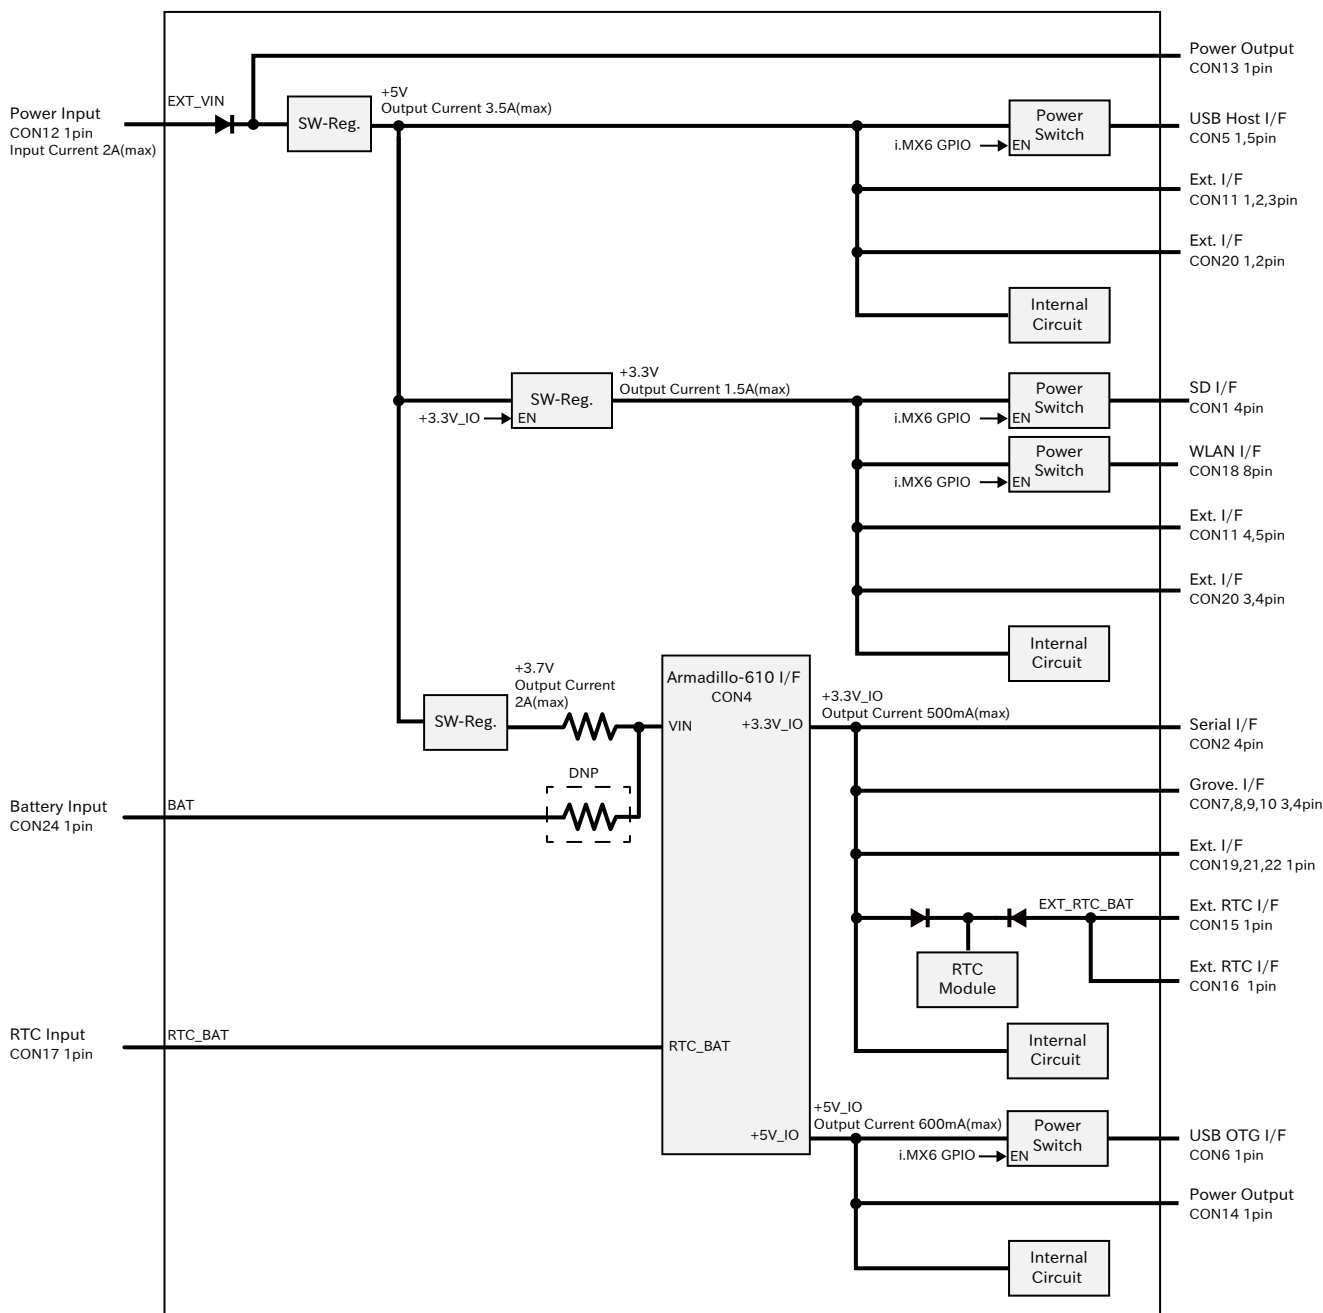 Power Output
CON13 1pin
EXT_VIN
Power Input
CON12 1pin
Input Current 2A(max)
SW-Reg.
+5V
Output Current 3.5A(max)
Power
Switch
i.MX6 GPIO
EN
USB Host I/F
CON5 1,5pin
Ext. I/F
CON11 1,2,3pin
Ext. I/F
CON20 1,2pin
Internal
Circuit
SW-Reg.
+3.3V_IO
EN
+3.3V
Output Current 1.5A(max)
Power
Switch
i.MX6 GPIO
EN
SD I/F
CON1 4pin
Power
Switch
i.MX6 GPIO
EN
WLAN I/F
CON18 8pin
Ext. I/F
CON11 4,5pin
Ext. I/F
CON20 3,4pin
Internal
Circuit
SW-Reg.
+3.7V
Output Current
2A(max)
Armadillo-610 I/F
CON4
VIN
+3.3V_IO
+3.3V_IO
Output Current 500mA(max)
Serial I/F
CON2 4pin
DNP
Battery Input
CON24 1pin
BAT
Grove. I/F
CON7,8,9,10 3,4pin
Ext. I/F
CON19,21,22 1pin
EXT_RTC_BAT
Ext. RTC I/F
CON15 1pin
RTC
Module
Ext. RTC I/F
CON16 1pin
RTC Input
CON17 1pin
RTC_BAT
RTC_BAT
Internal
Circuit
+5V_IO
+5V_IO
Output Current 600mA(max)
Power
Switch
i.MX6 GPIO
EN
USB OTG I/F
CON6 1pin
Power Output
CON14 1pin
Internal
Circuit